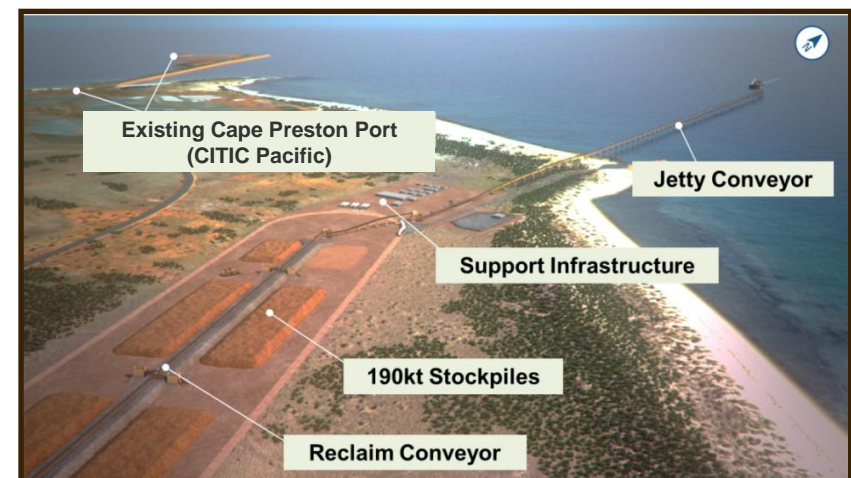 Existing Cape Preston Port
(CITIC Pacific)
Jetty Conveyor
Support Infrastructure
190kt Stockpiles
Reclaim Conveyor